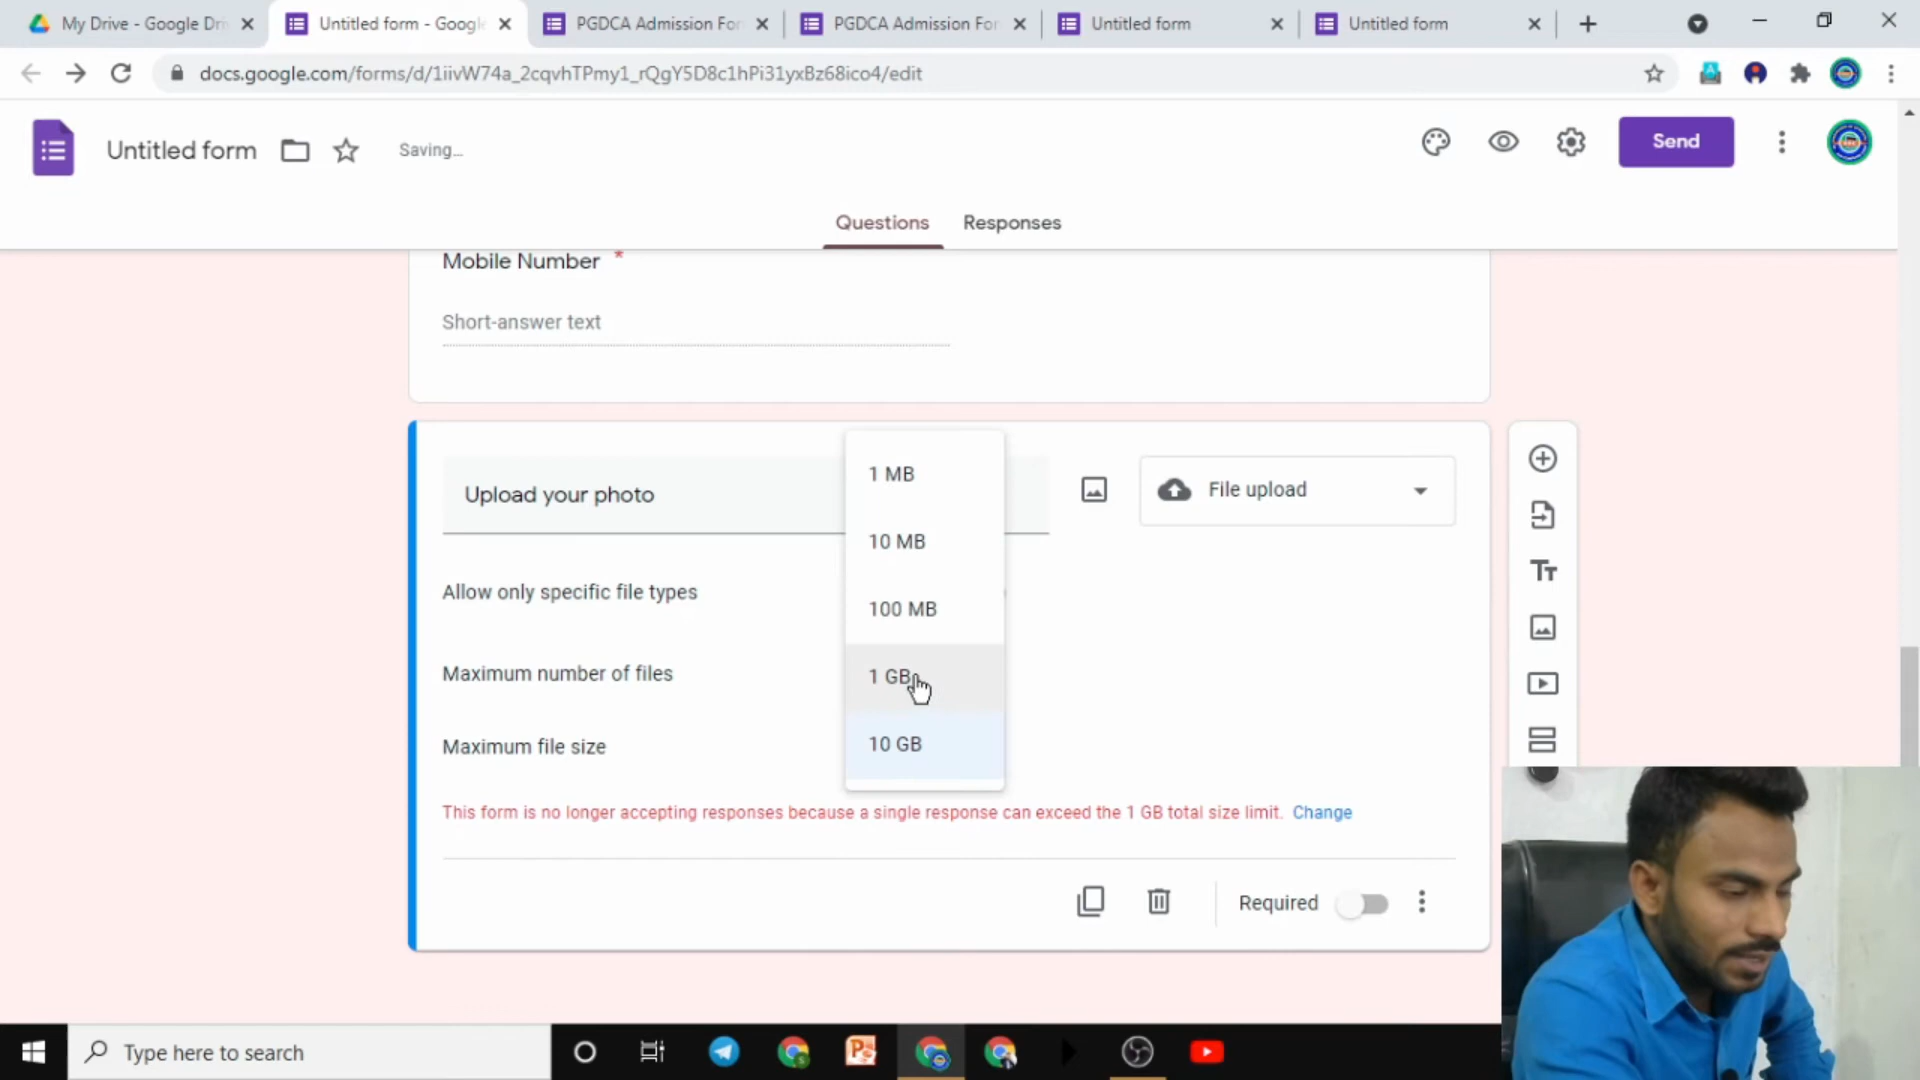 My Drive - Google Dri
Untitled form - Google
PGDCA Admission For
PGDCA Admission For
Untitled form
Untitled form
docs.google.com/forms/d/1iivW74a_2cqvhTPmy1_rQgY5D8c1hPi31yxBz68ico4/edit
Untitled form
Saving...
Send
Questions
Responses
Mobile Number *
Short-answer text
Upload your photo
File upload
1 MB
10 MB
100 MB
1 GB
10 GB
Allow only specific file types
Maximum number of files
Maximum file size
This form is no longer accepting responses because a single response can exceed the 1 GB total size limit. Change
Required
Type here to search